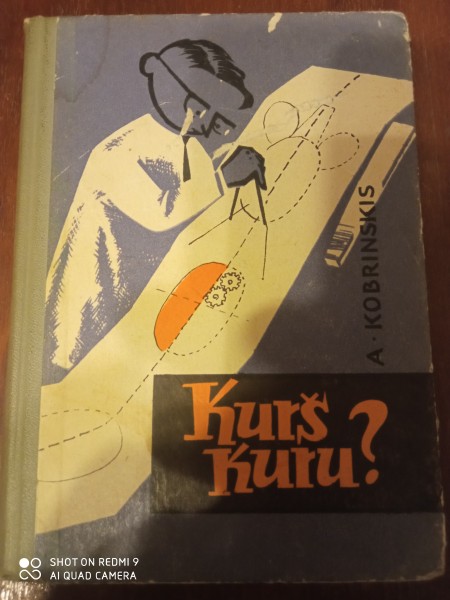 A · KOBRINSKIS
Kurš
kuru?
SHOT ON REDMI 9
AI QUAD CAMERA